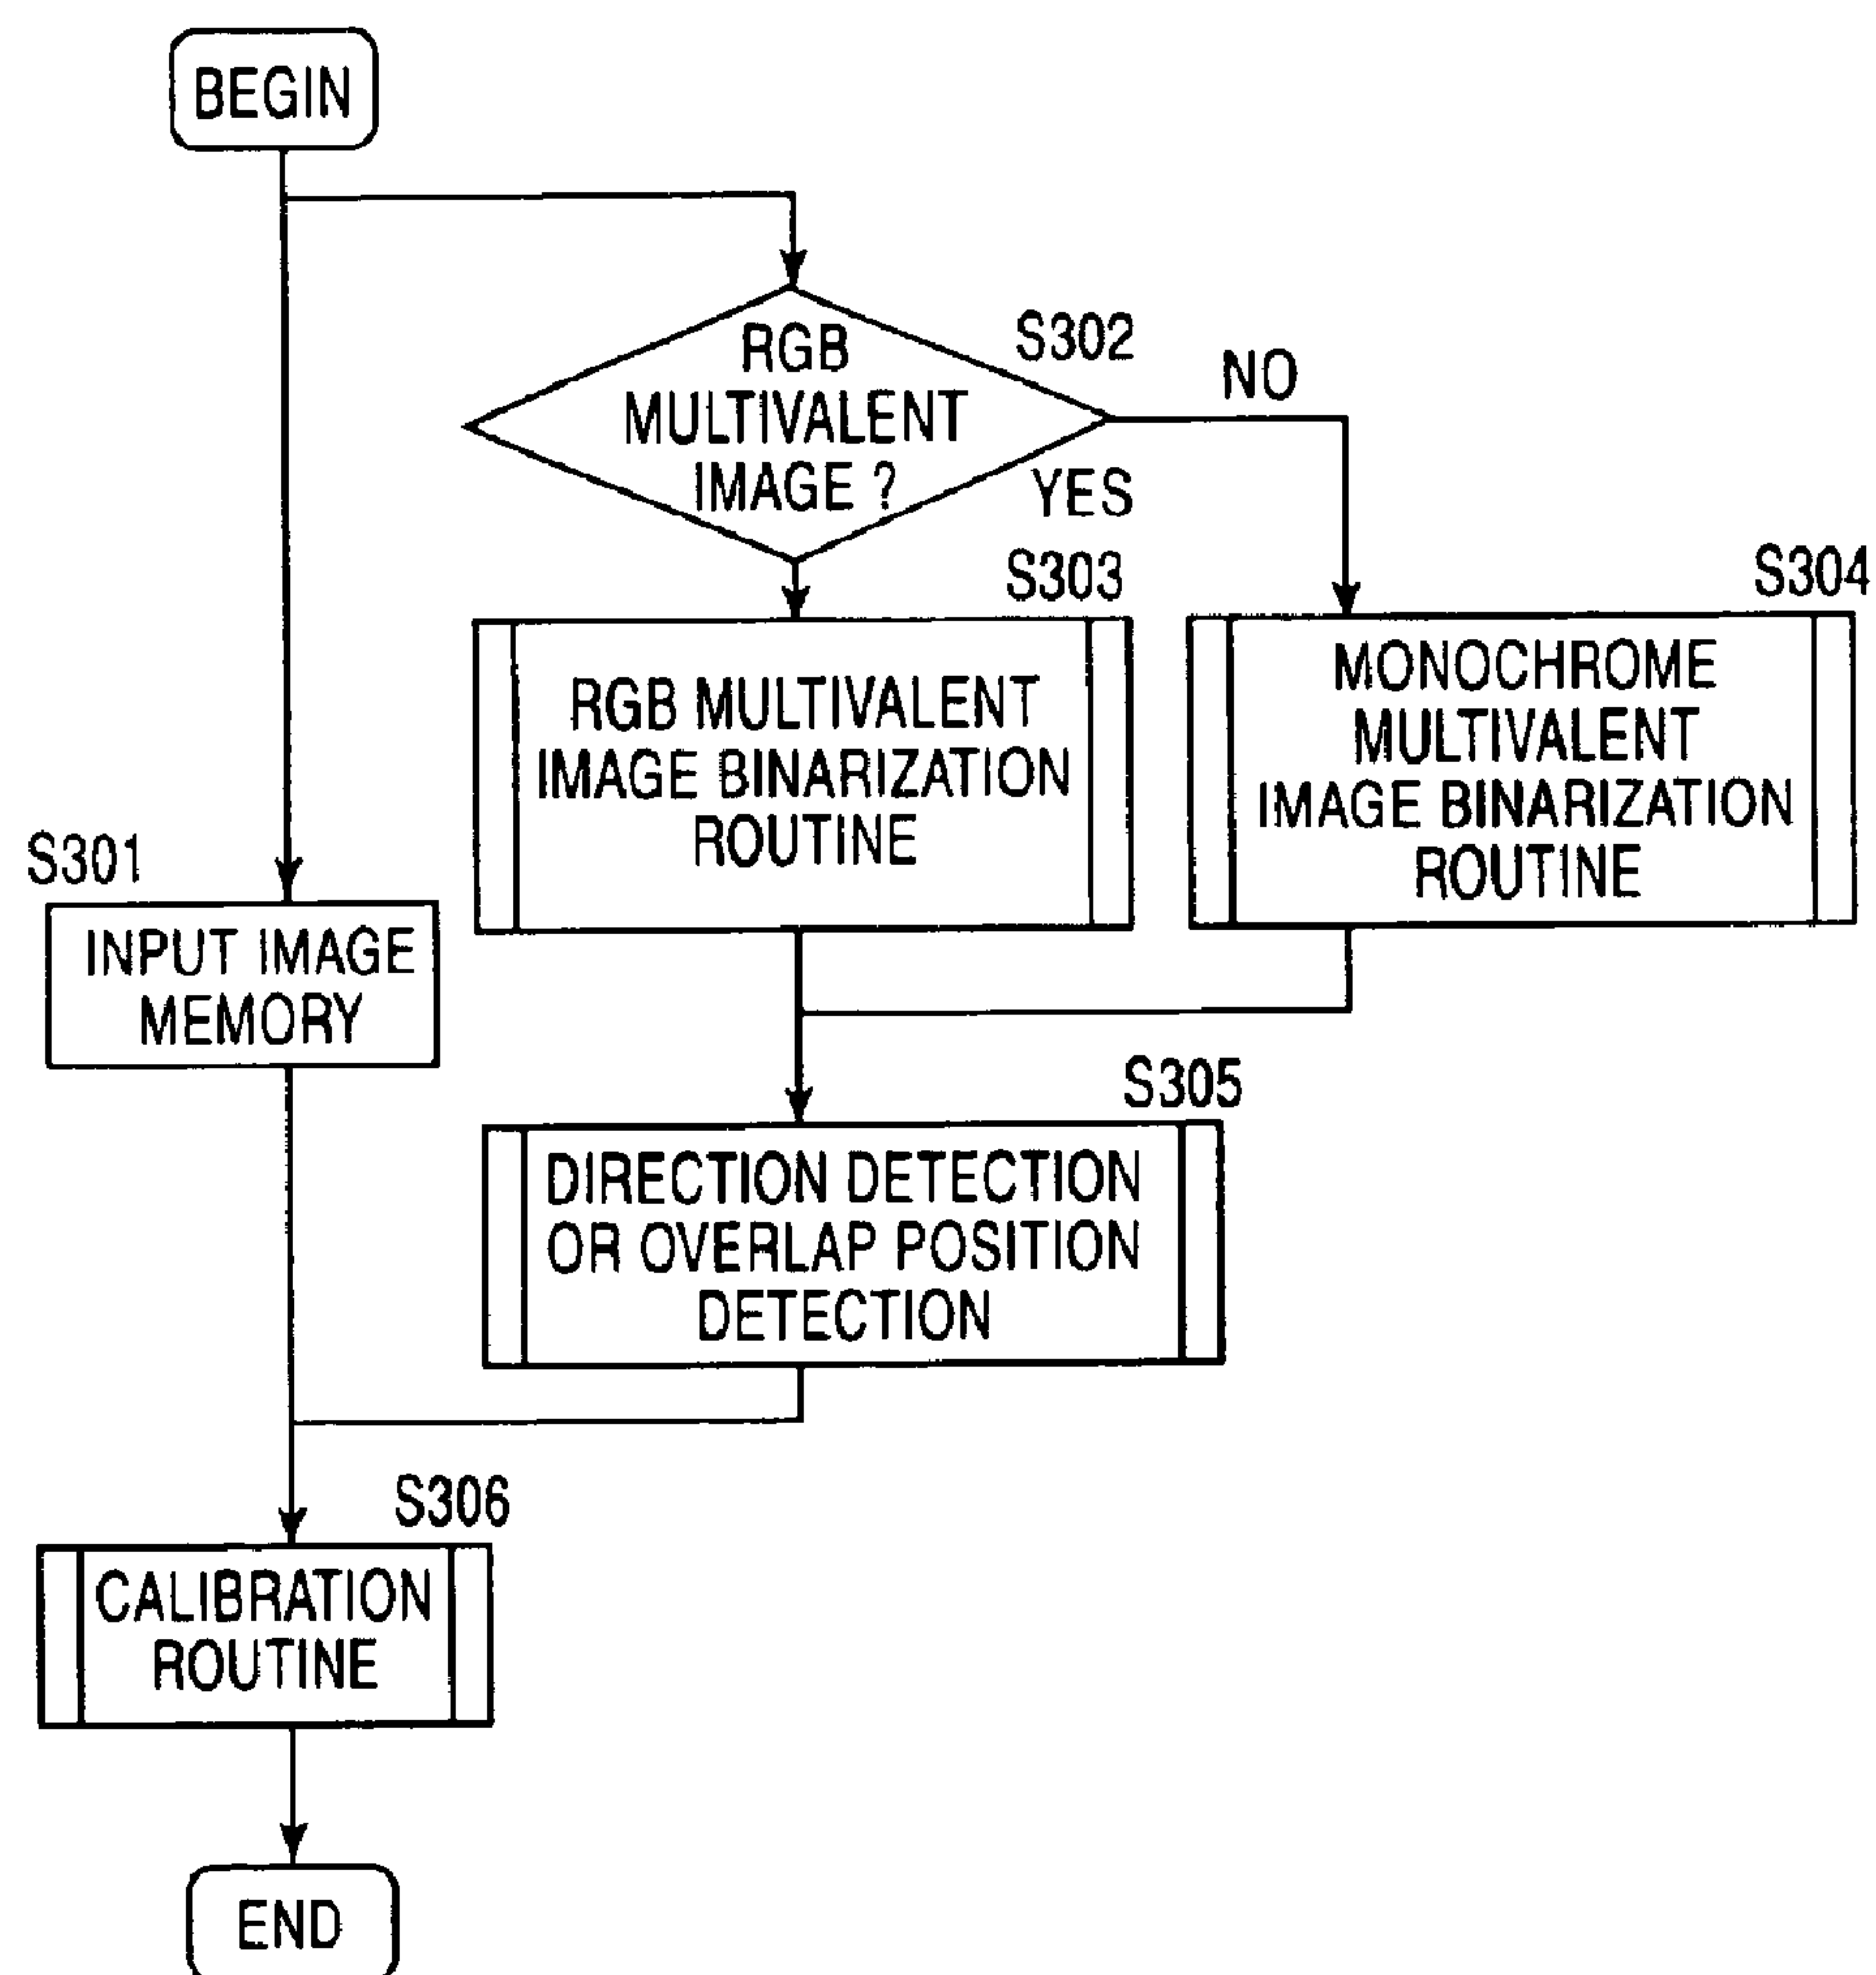 BEGIN
RGB
MULTIVALENT
IMAGE ?
S302
NO
YES
S303
RGB MULTIVALENT
IMAGE BINARIZATION
ROUTINE
S304
MONOCHROME
MULTIVALENT
IMAGE BINARIZATION
ROUTINE
S301
INPUT IMAGE
MEMORY
S305
DIRECTION DETECTION
OR OVERLAP POSITION
DETECTION
S306
CALIBRATION
ROUTINE
END